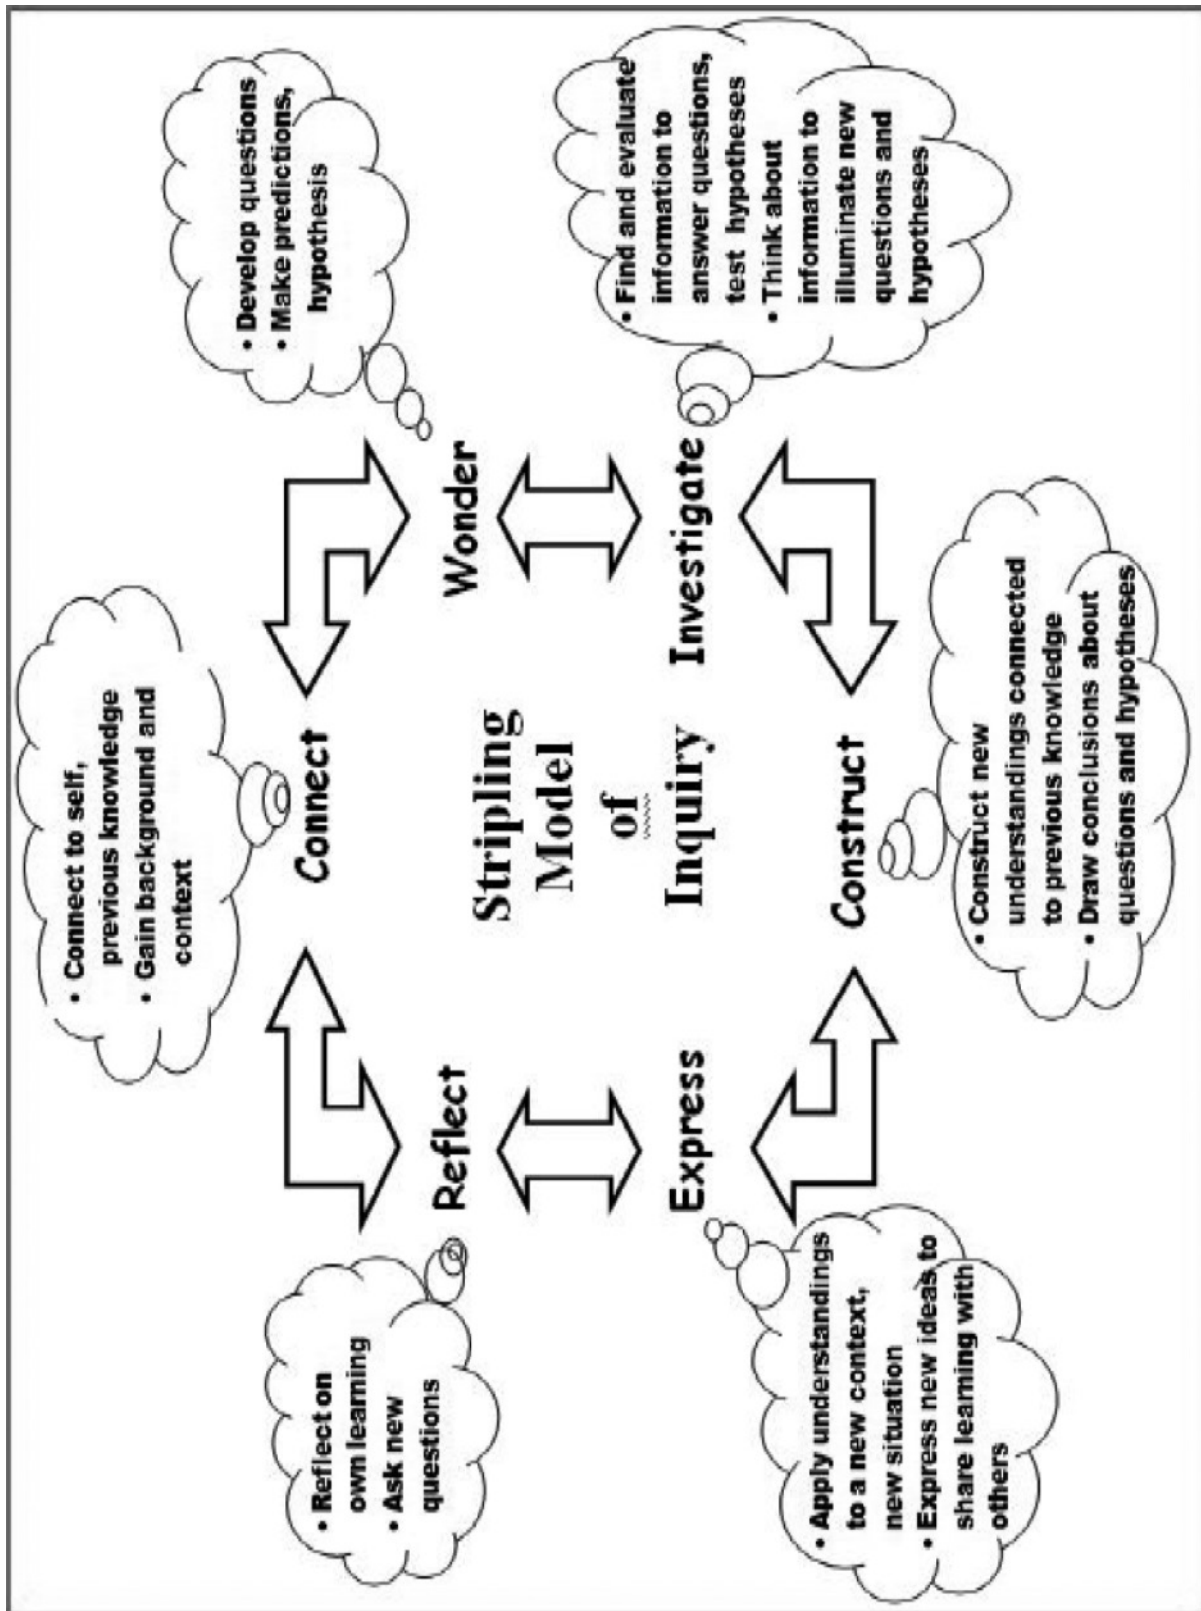 • Connect to self,
previous knowledge
• Gain background and
context
Connect
• Develop questions
• Make predictions,
hypothesis
Wonder
• Find and evaluate
information to
answer questions,
test hypotheses
• Think about
information to
illuminate new
questions and
hypotheses
Investigate
• Construct new
understandings connected
to previous knowledge
• Draw conclusions about
questions and hypotheses
Construct
• Apply understandings
to a new context,
new situation
• Express new ideas to
share learning with
others
Express
• Reflect on
own learning
• Ask new
questions
Reflect
Stripling
Model
of
Inquiry